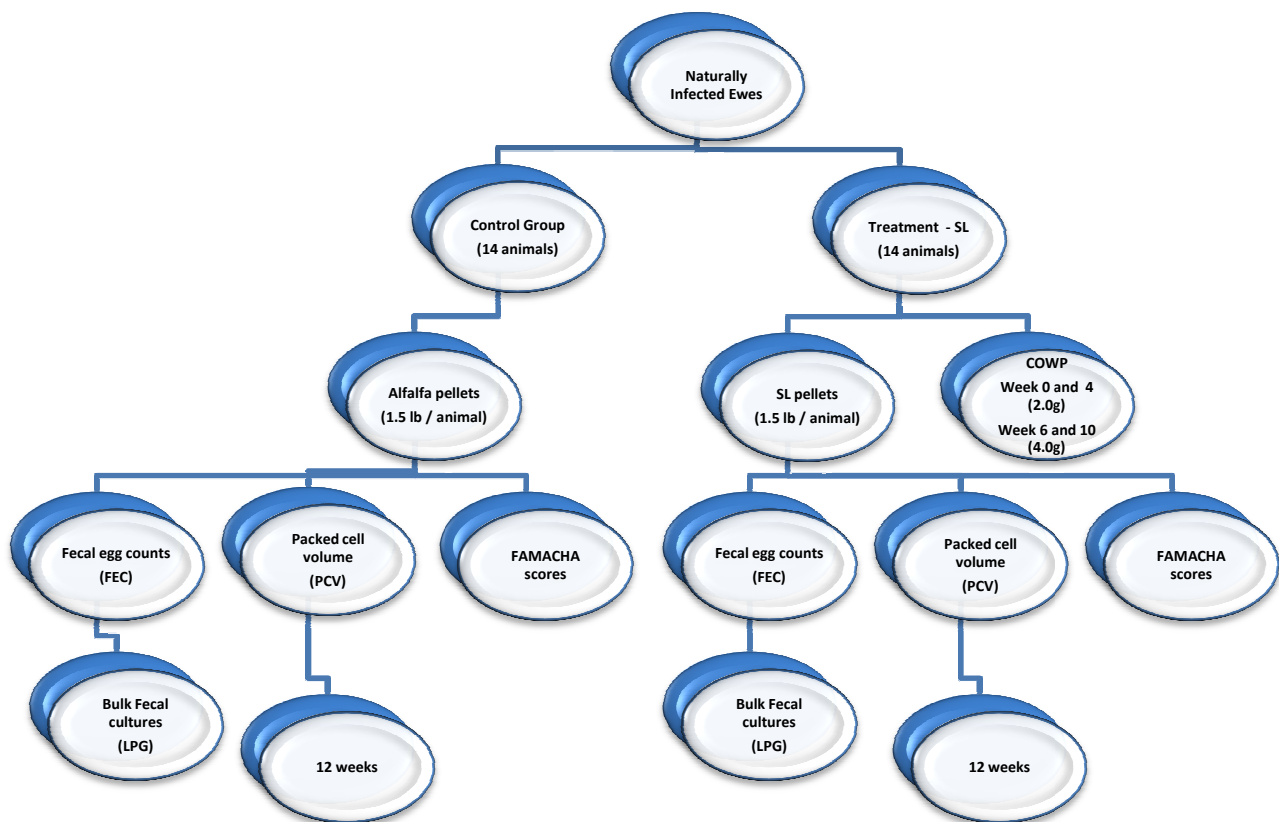 Naturally
Infected Ewes
Control Group
(14 animals)
Treatment - SL
(14 animals)
Alfalfa pellets
(1.5 lb / animal)
SL pellets
(1.5 lb / animal)
COWP
Week 0 and 4
(2.0g)
Week 6 and 10
(4.0g)
Fecal egg counts
(FEC)
Packed cell
volume
(PCV)
FAMACHA
scores
Fecal egg counts
(FEC)
Packed cell
volume
(PCV)
FAMACHA
scores
Bulk Fecal
cultures
(LPG)
12 weeks
Bulk Fecal
cultures
(LPG)
12 weeks